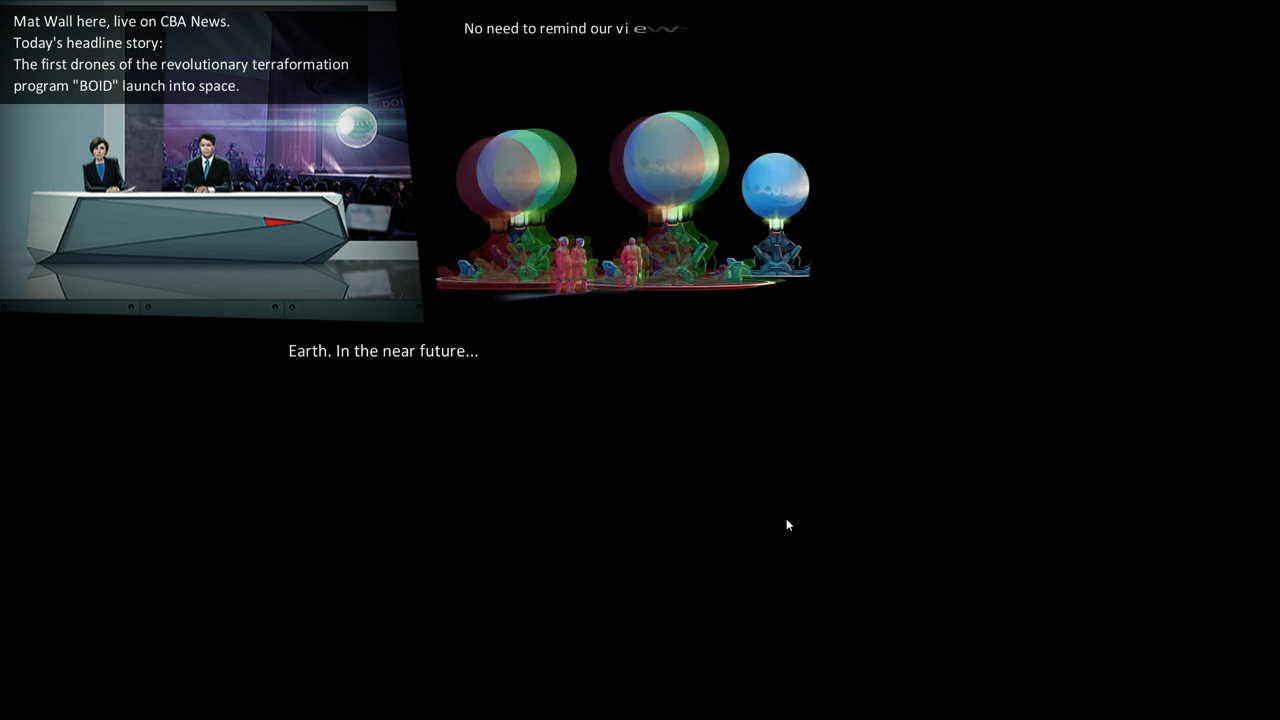 Mat Wall here, live on CBA News.
Today's headline story:
The first drones of the revolutionary terraformation
program "BOID" launch into space.
No need to remind our view
Earth. In the near future...